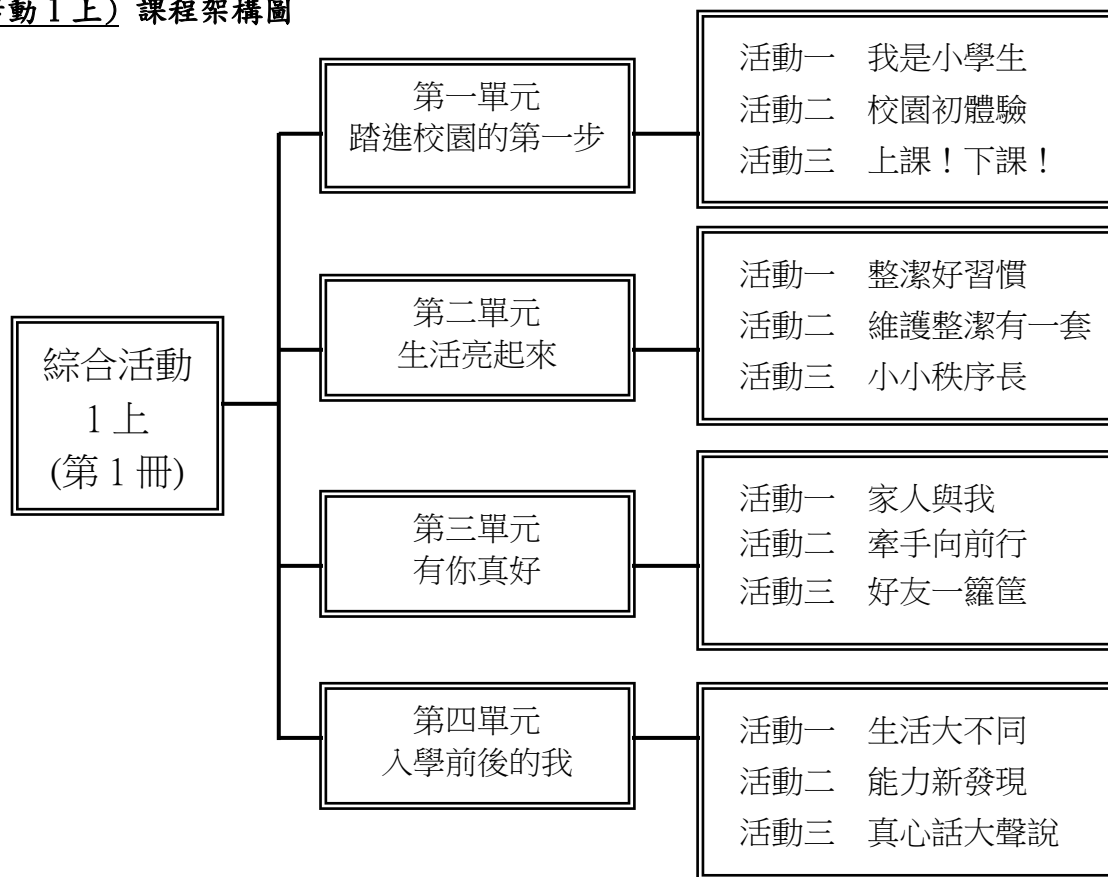 動 1 上）課程架構圖
綜合活動
1 上
(第 1 冊)
第一單元
踏進校園的第一步
活動一　我是小學生
活動二　校園初體驗
活動三　上課！下課！
第二單元
生活亮起來
活動一　整潔好習慣
活動二　維護整潔有一套
活動三　小小秩序長
第三單元
有你真好
活動一　家人與我
活動二　牽手向前行
活動三　好友一籮筐
第四單元
入學前後的我
活動一　生活大不同
活動二　能力新發現
活動三　真心話大聲說